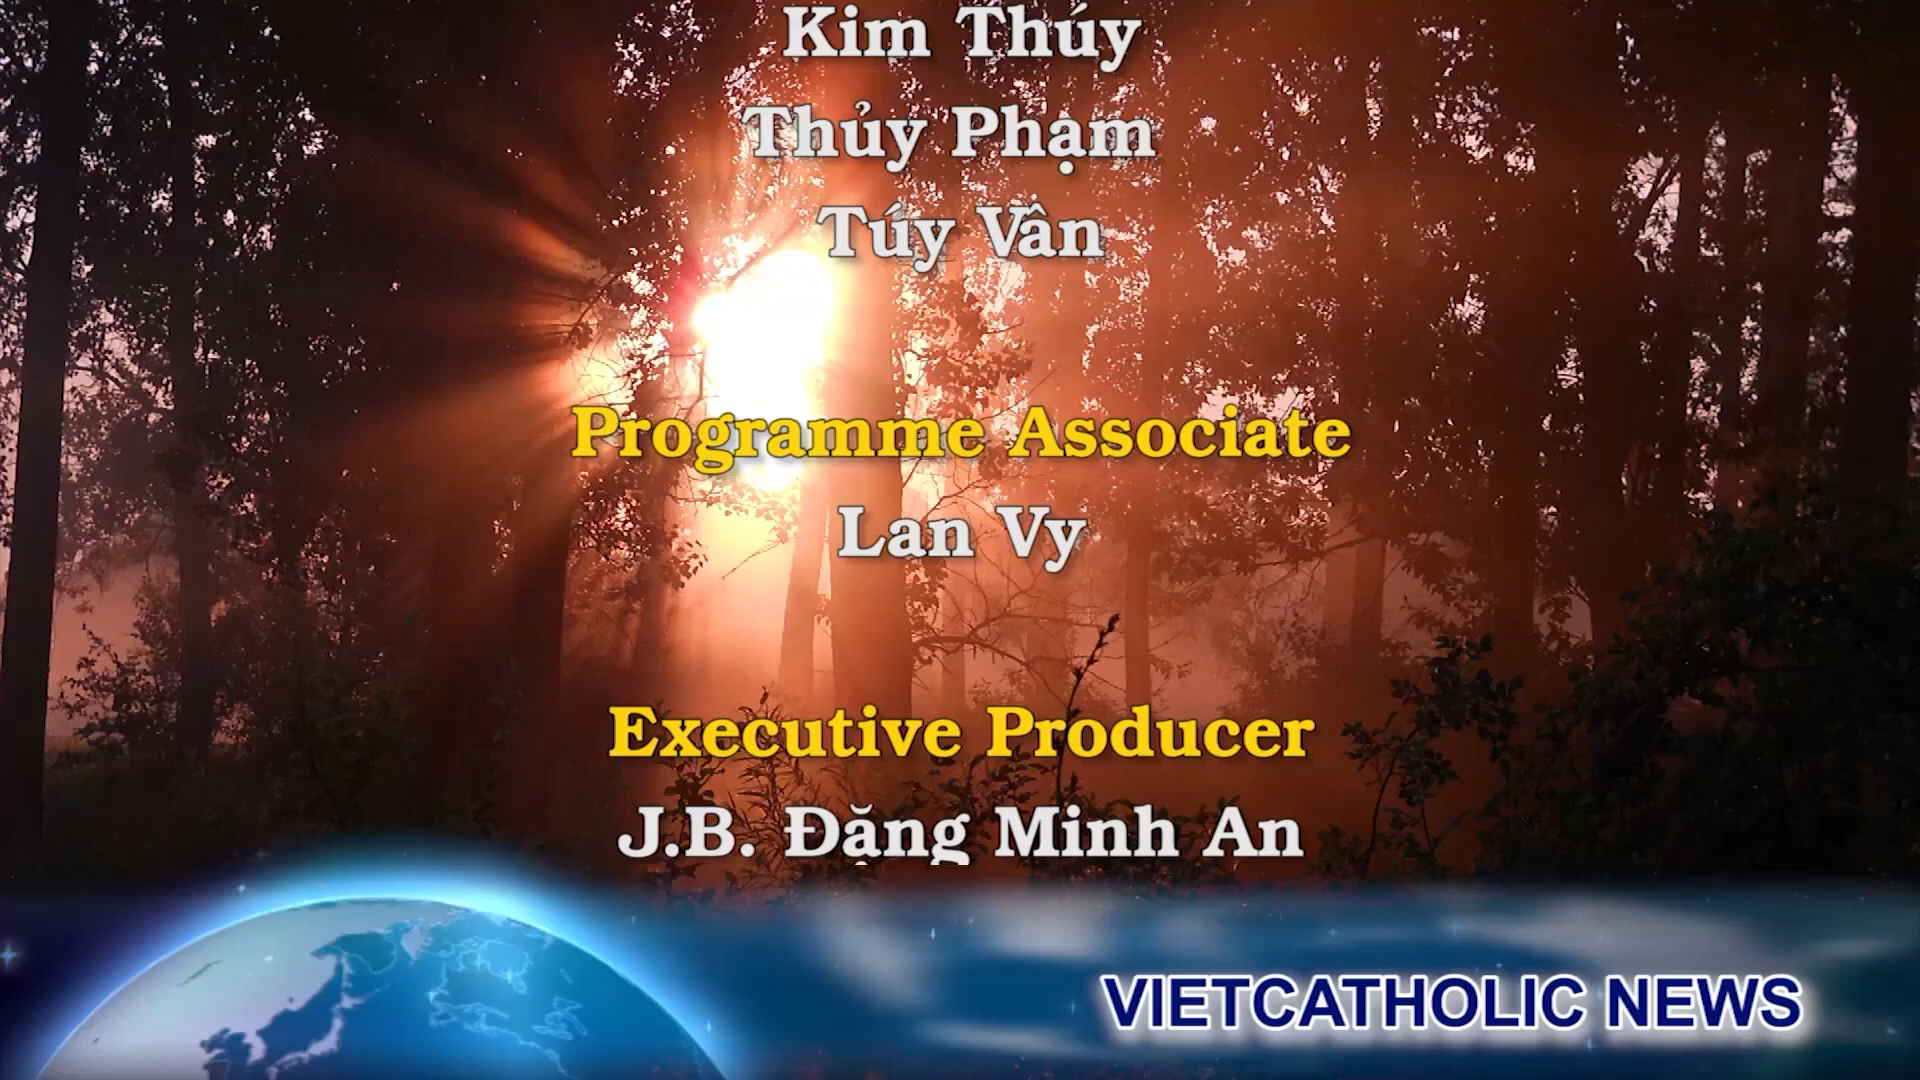 Kim Thúy
Thủy Phạm
Túy Vân
Programme Associate
Lan Vy
Executive Producer
J.B. Đặng Minh An
VIETCATHOLIC NEWS